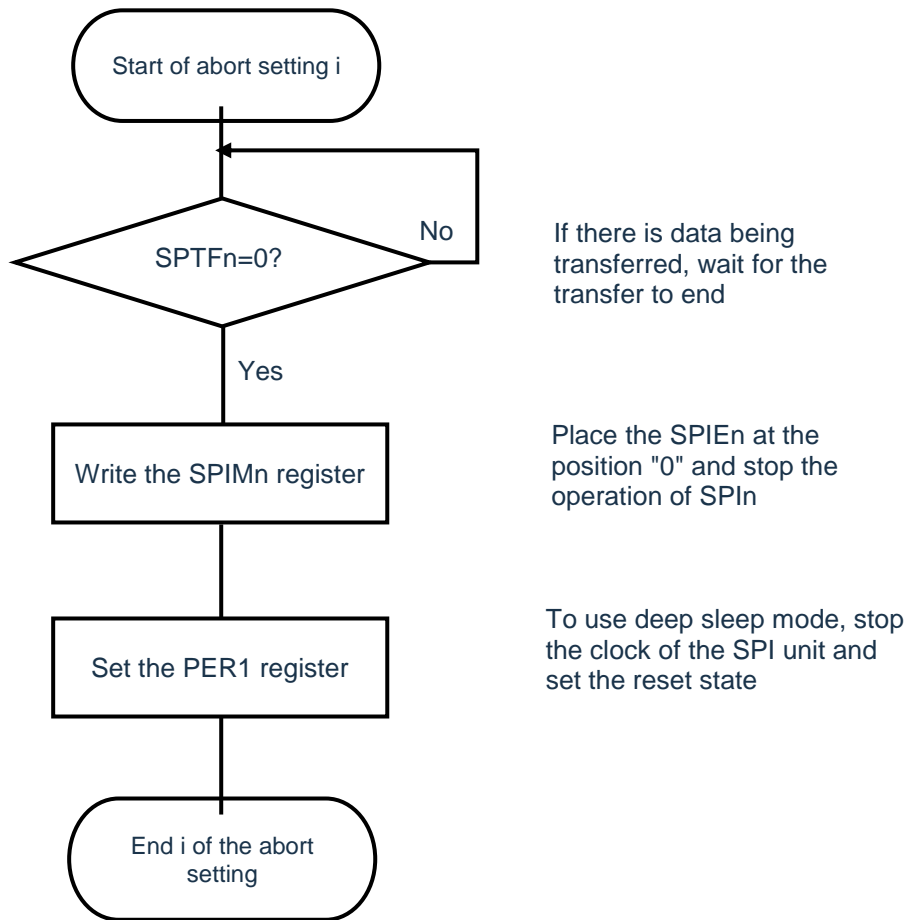 Start of abort setting i
No
SPTFn=0?
If there is data being
transferred, wait for the
transfer to end
Yes
Write the SPIMn register
Place the SPIEn at the
position "0" and stop the
operation of SPIn
Set the PER1 register
To use deep sleep mode, stop
the clock of the SPI unit and
set the reset state
End i of the abort
setting